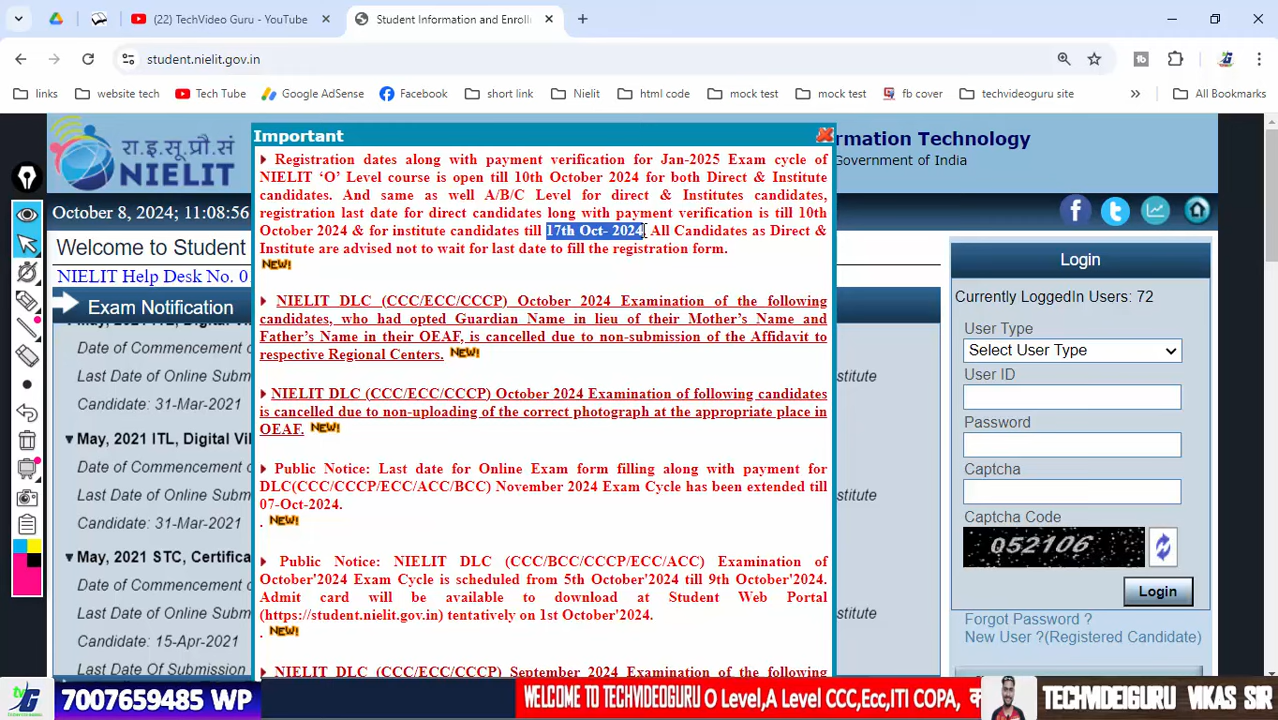 (22) TechVideo Guru - YouTube
Student Information and Enroll
student.nielit.gov.in
links
website tech
Tech Tube
Google AdSense
Facebook
short link
Nielit
html code
mock test
mock test
fb cover
techvideoguru site
All Bookmarks
रा.इ.सू.प्रौ.सं
NIELIT
formation Technology
Government of India
October 8, 2024; 11:08:56
Welcome to Student
NIELIT Help Desk No. 0
Exam Notification
Date of Commencement o
Last Date of Online Subm
stitute
Candidate: 31-Mar-2021
May, 2021 ITL, Digital Vil
Date of Commencement o
Last Date of Online Subm
stitute
Candidate: 31-Mar-2021
May, 2021 STC, Certifica
Date of Commencement o
Last Date of Online Subm
stitute
Candidate: 15-Apr-2021
Last Date Of Submission
Important
Registration dates along with payment verification for Jan-2025 Exam cycle of
NIELIT ‘O’ Level course is open till 10th October 2024 for both Direct & Institute
candidates. And same as well A/B/C Level for direct & Institutes candidates,
registration last date for direct candidates long with payment verification is till 10th
October 2024 & for institute candidates till 17th Oct- 2024. All Candidates as Direct &
Institute are advised not to wait for last date to fill the registration form.
NEW!
NIELIT DLC (CCC/ECC/CCCP) October 2024 Examination of the following
candidates, who had opted Guardian Name in lieu of their Mother’s Name and
Father’s Name in their OEAF, is cancelled due to non-submission of the Affidavit to
respective Regional Centers. NEW!
NIELIT DLC (CCC/ECC/CCCP) October 2024 Examination of following candidates
is cancelled due to non-uploading of the correct photograph at the appropriate place in
OEAF. NEW!
Public Notice: Last date for Online Exam form filling along with payment for
DLC(CCC/CCCP/ECC/ACC/BCC) November 2024 Exam Cycle has been extended till
07-Oct-2024.
. NEW!
Public Notice: NIELIT DLC (CCC/BCC/CCCP/ECC/ACC) Examination of
October'2024 Exam Cycle is scheduled from 5th October'2024 till 9th October'2024.
Admit card will be available to download at Student Web Portal
(https://student.nielit.gov.in) tentatively on 1st October'2024.
. NEW!
NIELIT DLC (CCC/ECC/CCCP) September 2024 Examination of the following
Login
Currently LoggedIn Users: 72
User Type
Select User Type
User ID
Password
Captcha
Captcha Code
052106
Login
Forgot Password ?
New User ?(Registered Candidate)
7007659485 WP
WELCOME TO TECHVIDEOGURU O Level,A Level CCC,Ecc,ITI COPA,
TECHVIDEIGURU VIKAS SIR